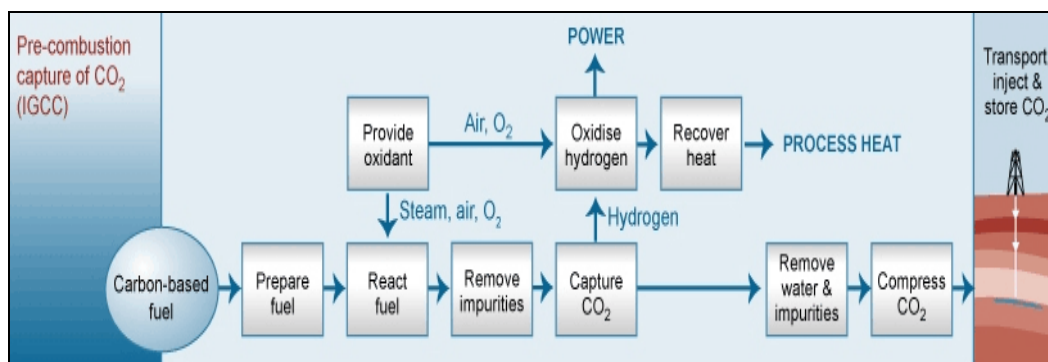 Pre-combustion
capture of CO₂
(IGCC)
POWER
Transport,
inject &
store CO₂
Provide
oxidant
Air, O₂
Oxidise
hydrogen
Recover
heat
PROCESS HEAT
Steam, air, O₂
Hydrogen
Carbon-based
fuel
Prepare
fuel
React
fuel
Remove
impurities
Capture
CO₂
Remove
water &
impurities
Compress
CO₂